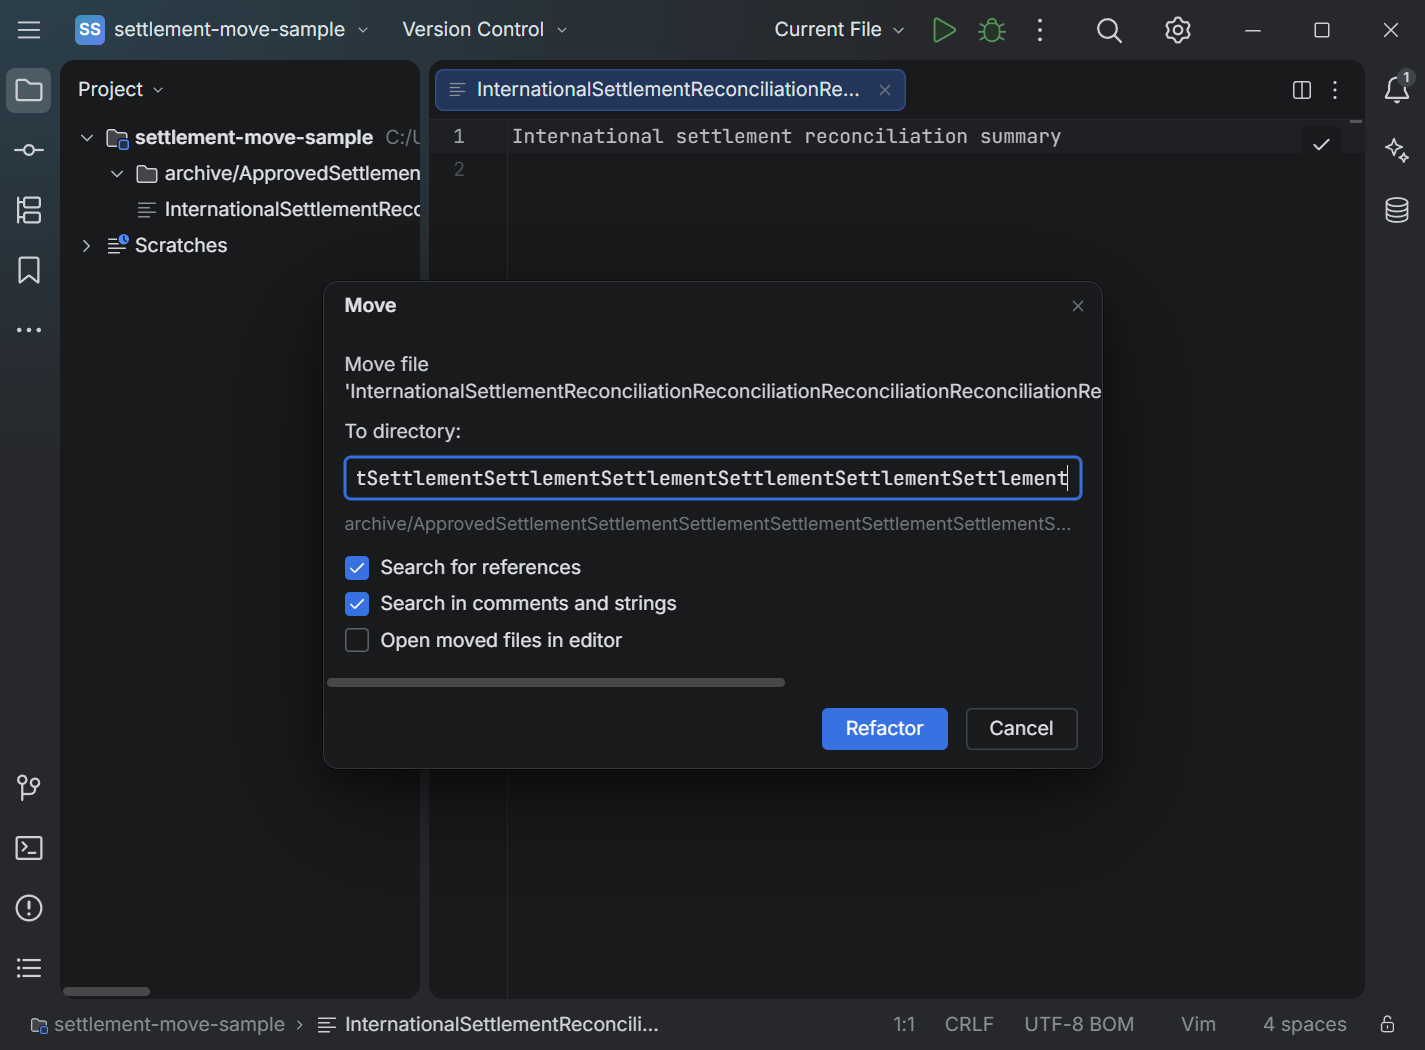 SS settlement-move-sample Version Control Current File
Project
InternationalSettlementReconciliationRe...
1
settlement-move-sample C:/U
1 International settlement reconciliation summary
archive/ApprovedSettlemen
2
InternationalSettlementReco
Scratches
Move
Move file
'InternationalSettlementReconciliationReconciliationReconciliationReconciliationRe
To directory:
tSettlementSettlementSettlementSettlementSettlementSettlement
archive/ApprovedSettlementSettlementSettlementSettlementSettlementSettlementS...
Search for references
Search in comments and strings
Open moved files in editor
Refactor Cancel
settlement-move-sample InternationalSettlementReconcili... 1:1 CRLF UTF-8 BOM Vim 4 spaces